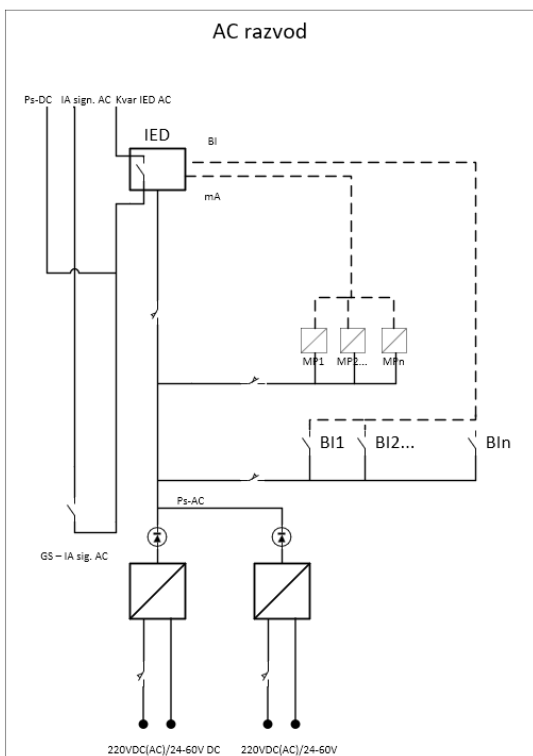 AC razvod
Ps-DC IA sign. AC Kvar IED AC
IED
BI
mA
MP1 MP2... MPn
BI1 BI2... BIn
Ps-AC
GS – IA sig. AC
220VDC(AC)/24-60V DC 220VDC(AC)/24-60V